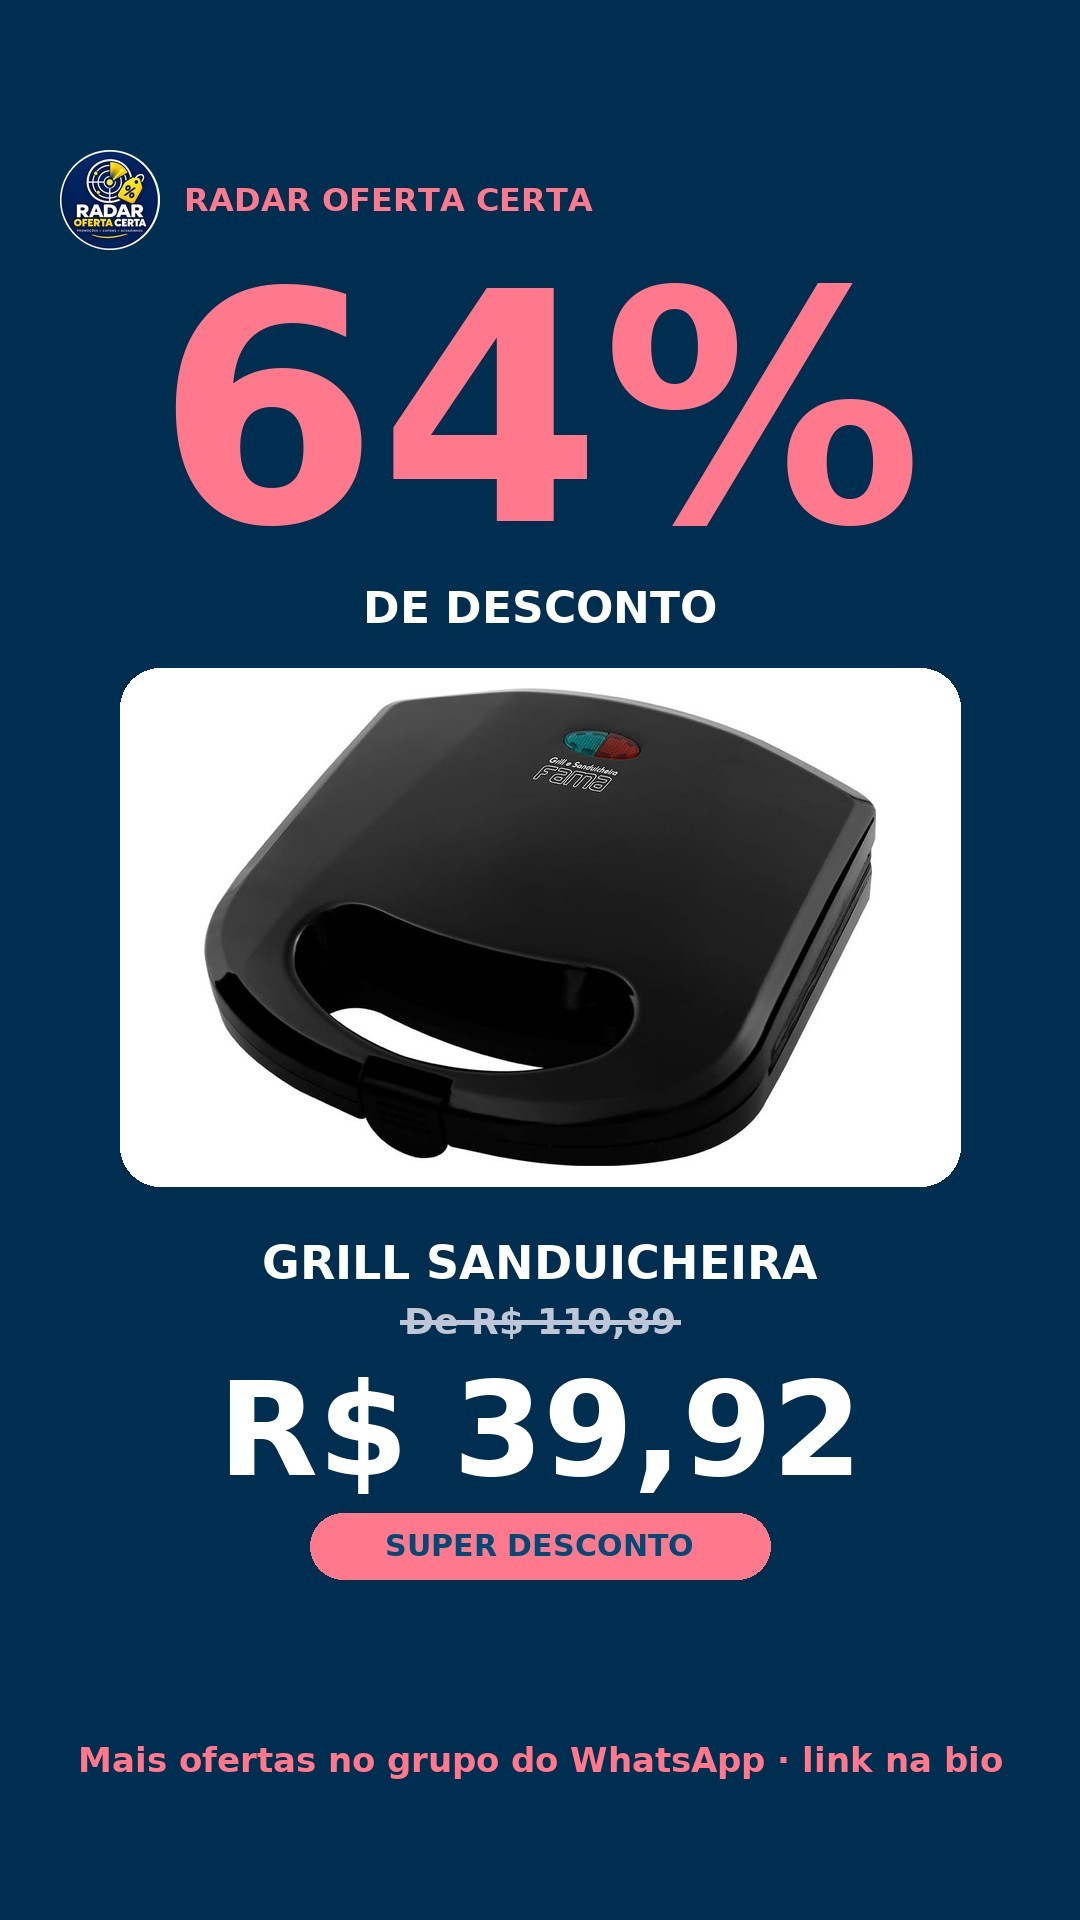 RADAR
OFERTA CERTA
RADAR OFERTA CERTA
64%
DE DESCONTO
Grill e Sanduicheira
Fama
GRILL SANDUICHEIRA
De R$ 110,89
R$ 39,92
SUPER DESCONTO
Mais ofertas no grupo do WhatsApp · link na bio